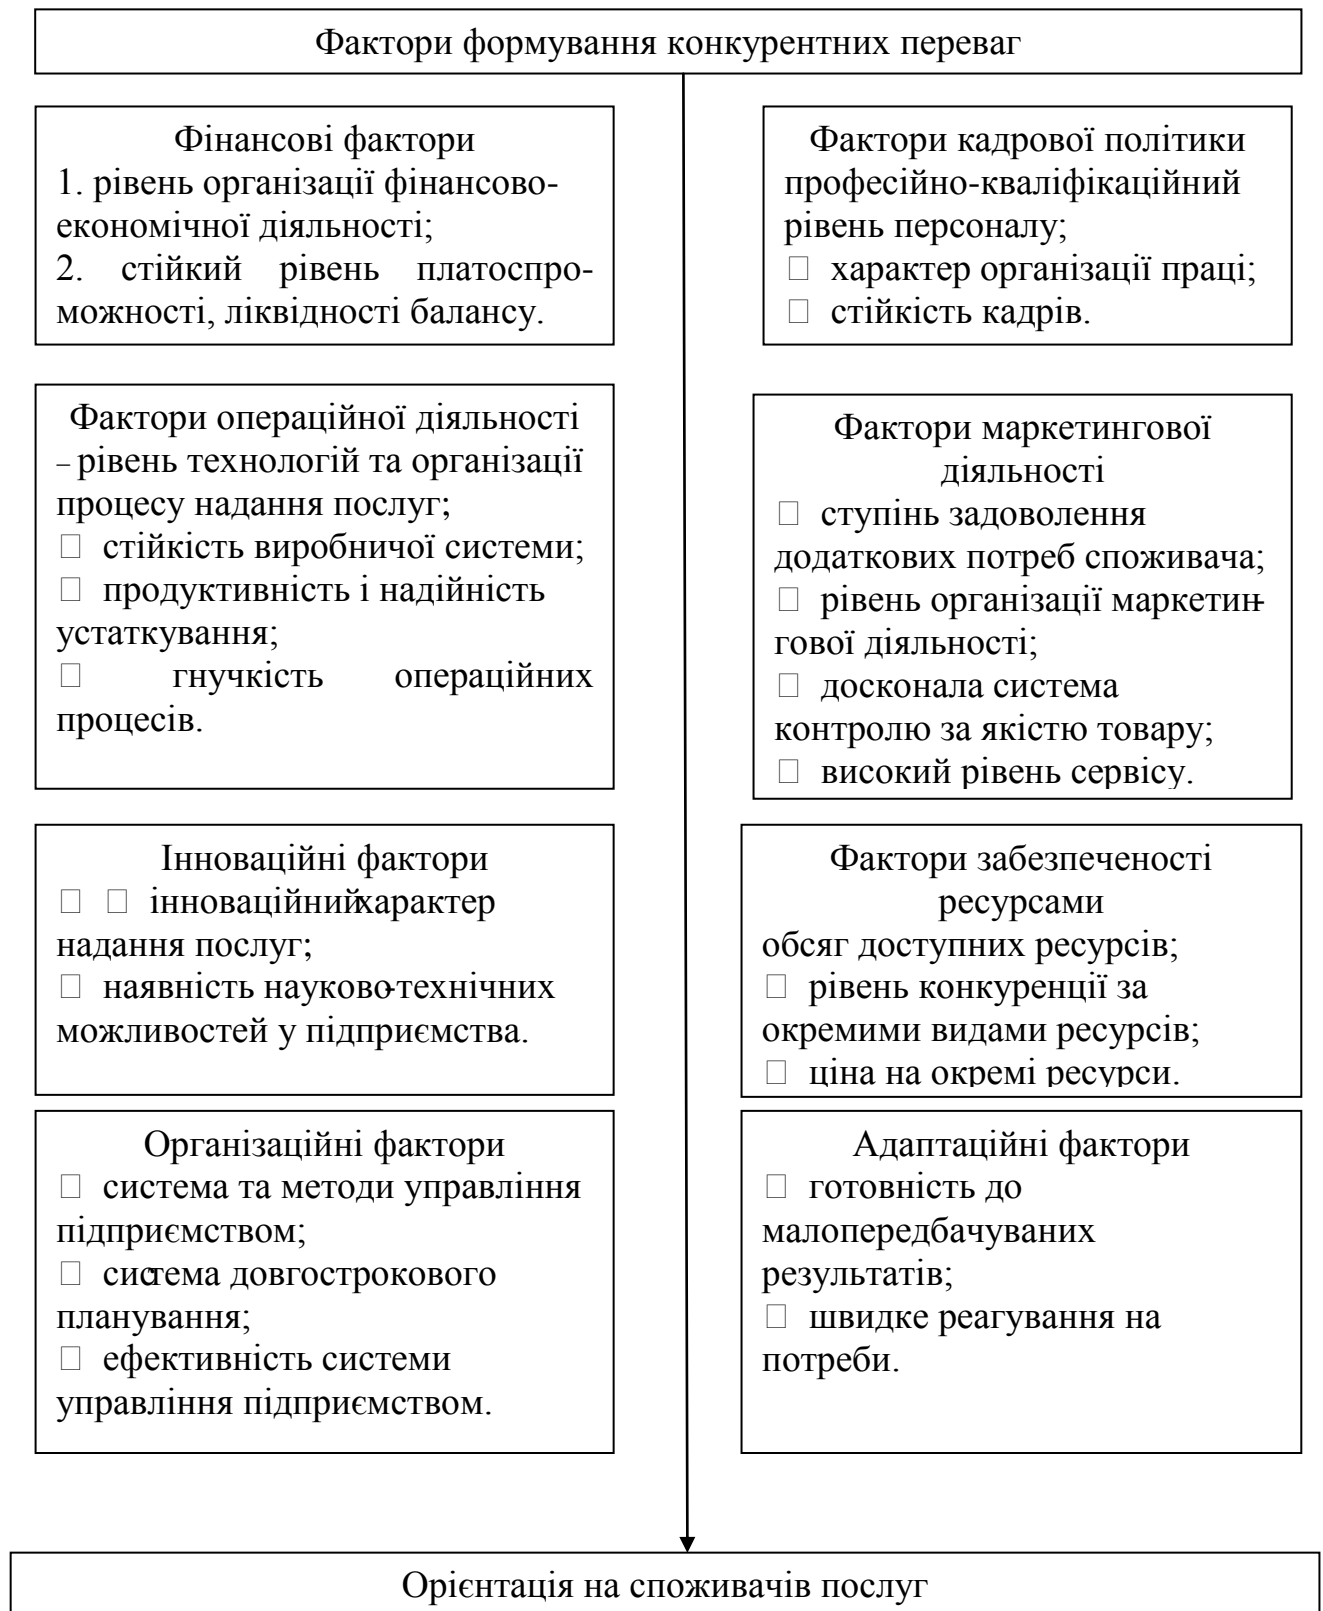 Фактори формування конкурентних переваг
Фінансові фактори
1. рівень організації фінансово-
економічної діяльності;
2. стійкий рівень платоспро-
можності, ліквідності балансу.
Фактори кадрової політики
професійно-кваліфікаційний
рівень персоналу;
□ характер організації праці;
□ стійкість кадрів.
Фактори операційної діяльності
– рівень технологій та організації
процесу надання послуг;
□ стійкість виробничої системи;
□ продуктивність і надійність
устаткування;
□ гнучкість операційних
процесів.
Фактори маркетингової
діяльності
□ ступінь задоволення
додаткових потреб споживача;
□ рівень організації маркетин-
гової діяльності;
□ досконала система
контролю за якістю товару;
□ високий рівень сервісу.
Інноваційні фактори
□ □ інноваційний характер
надання послуг;
□ наявність науково-технічних
можливостей у підприємства.
Фактори забезпеченості
ресурсами
обсяг доступних ресурсів;
□ рівень конкуренції за
окремими видами ресурсів;
□ ціна на окремі ресурси.
Організаційні фактори
□ система та методи управління
підприємством;
□ система довгострокового
планування;
□ ефективність системи
управління підприємством.
Адаптаційні фактори
□ готовність до
малопередбачуваних
результатів;
□ швидке реагування на
потреби.
Орієнтація на споживачів послуг